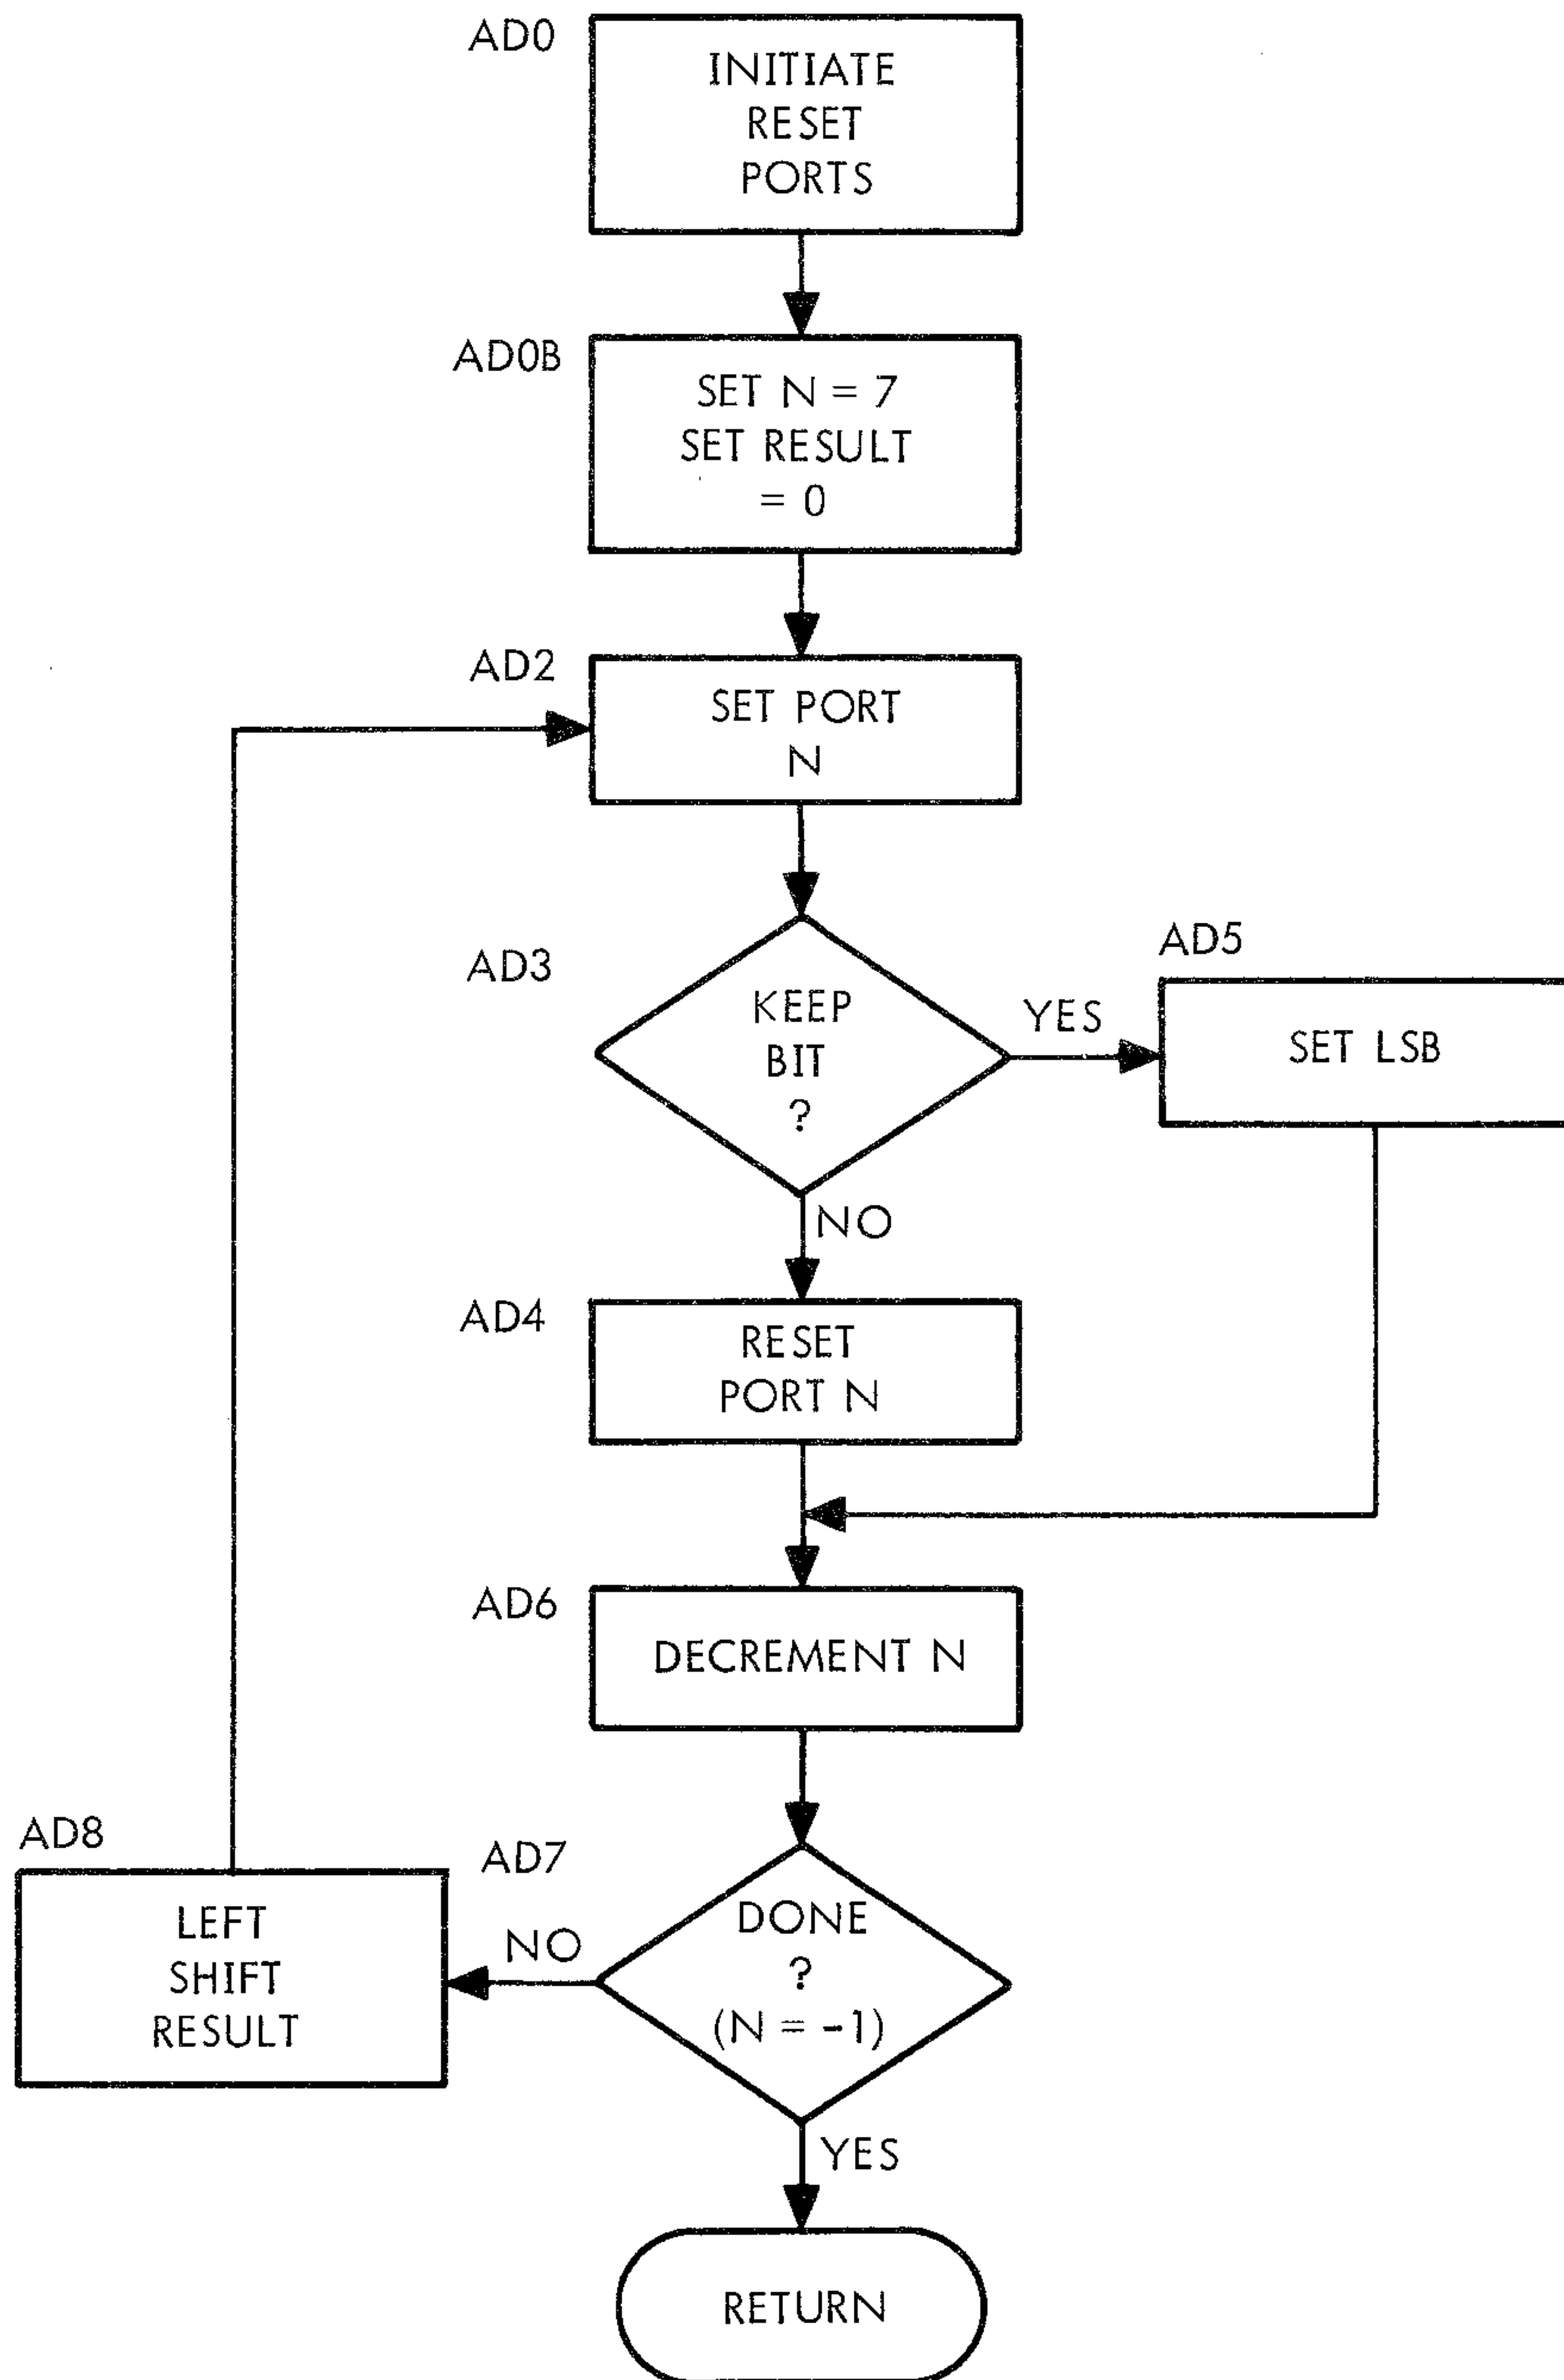 AD0
INITIATE
RESET
PORTS
AD0B
SET N = 7
SET RESULT
= 0
AD2
SET PORT
N
AD3
KEEP
BIT
?
YES
AD5
SET LSB
NO
AD4
RESET
PORT N
AD6
DECREMENT N
AD7
DONE
?
(N = -1)
NO
AD8
LEFT
SHIFT
RESULT
YES
RETURN